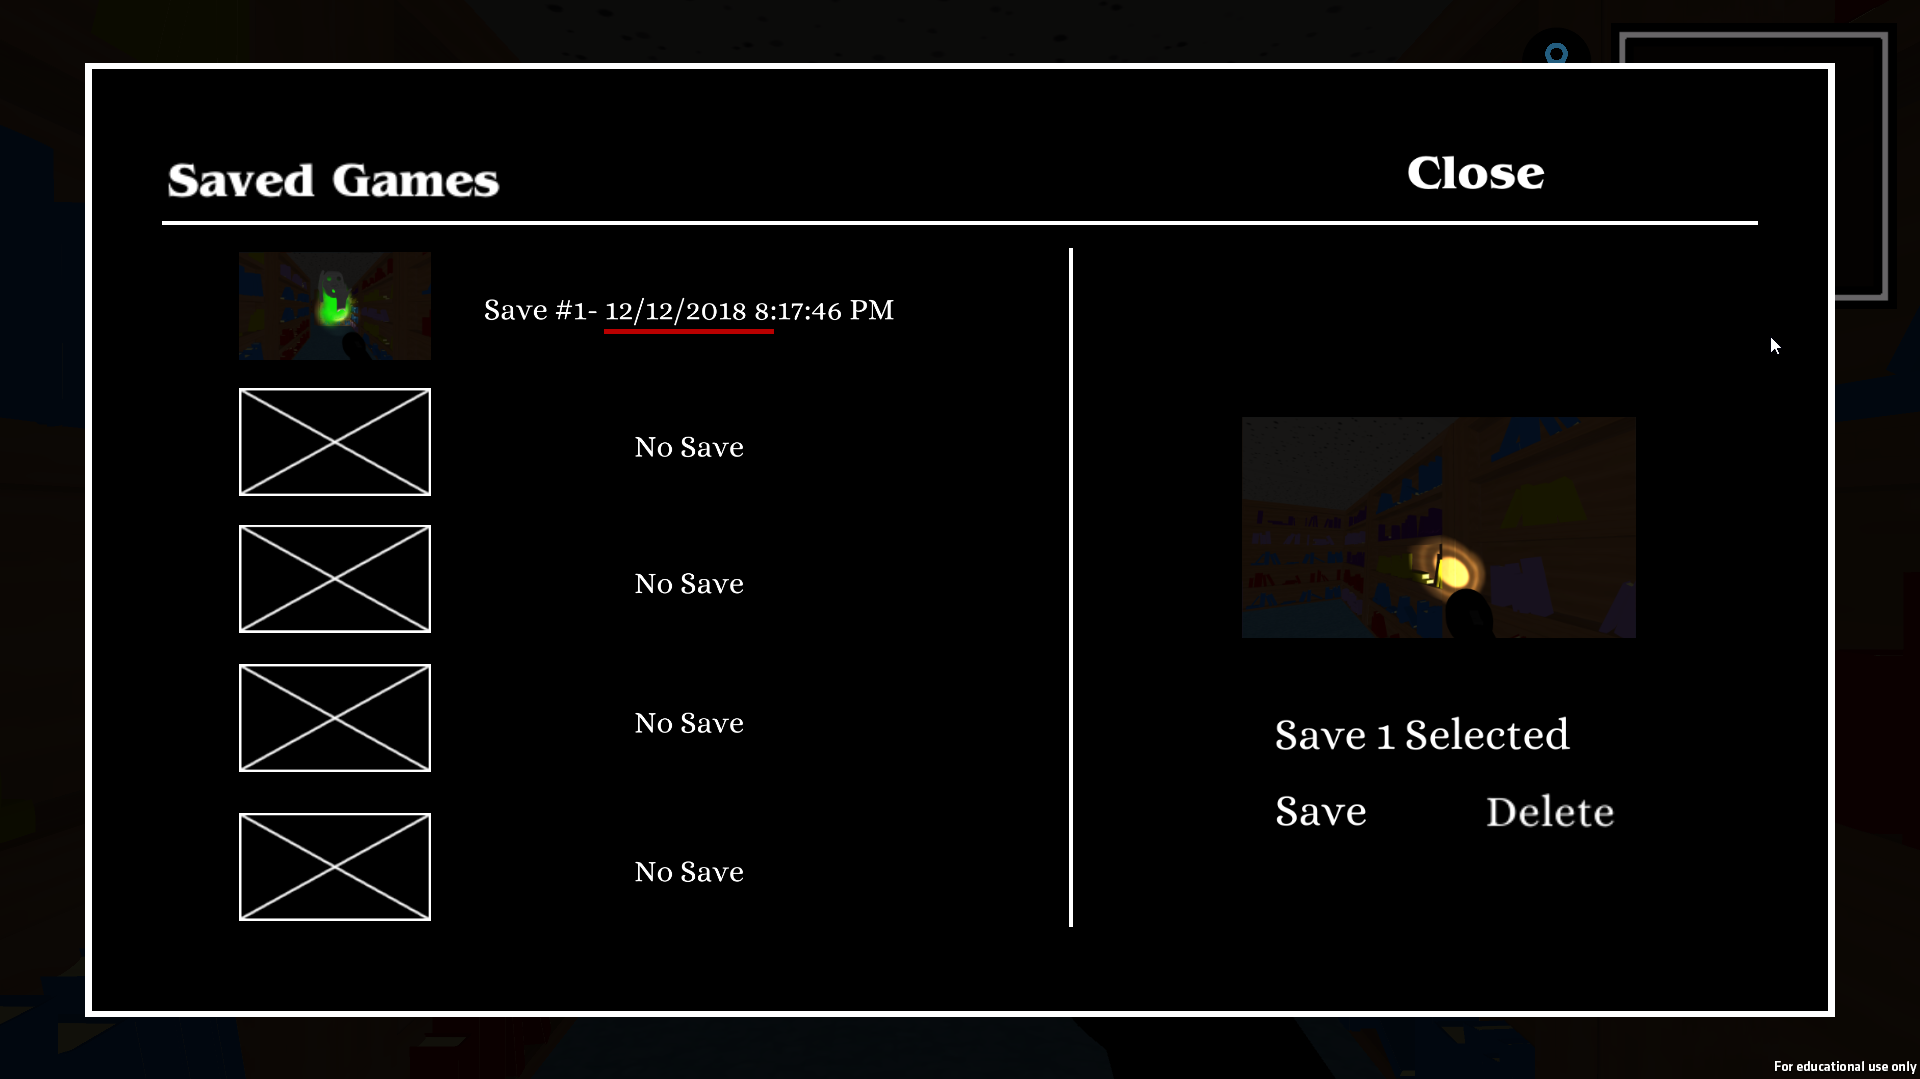 Saved Games
Close
Save #1- 12/12/2018 8:17:46 PM
No Save
No Save
No Save
No Save
Save 1 Selected
Save
Delete
For educational use only